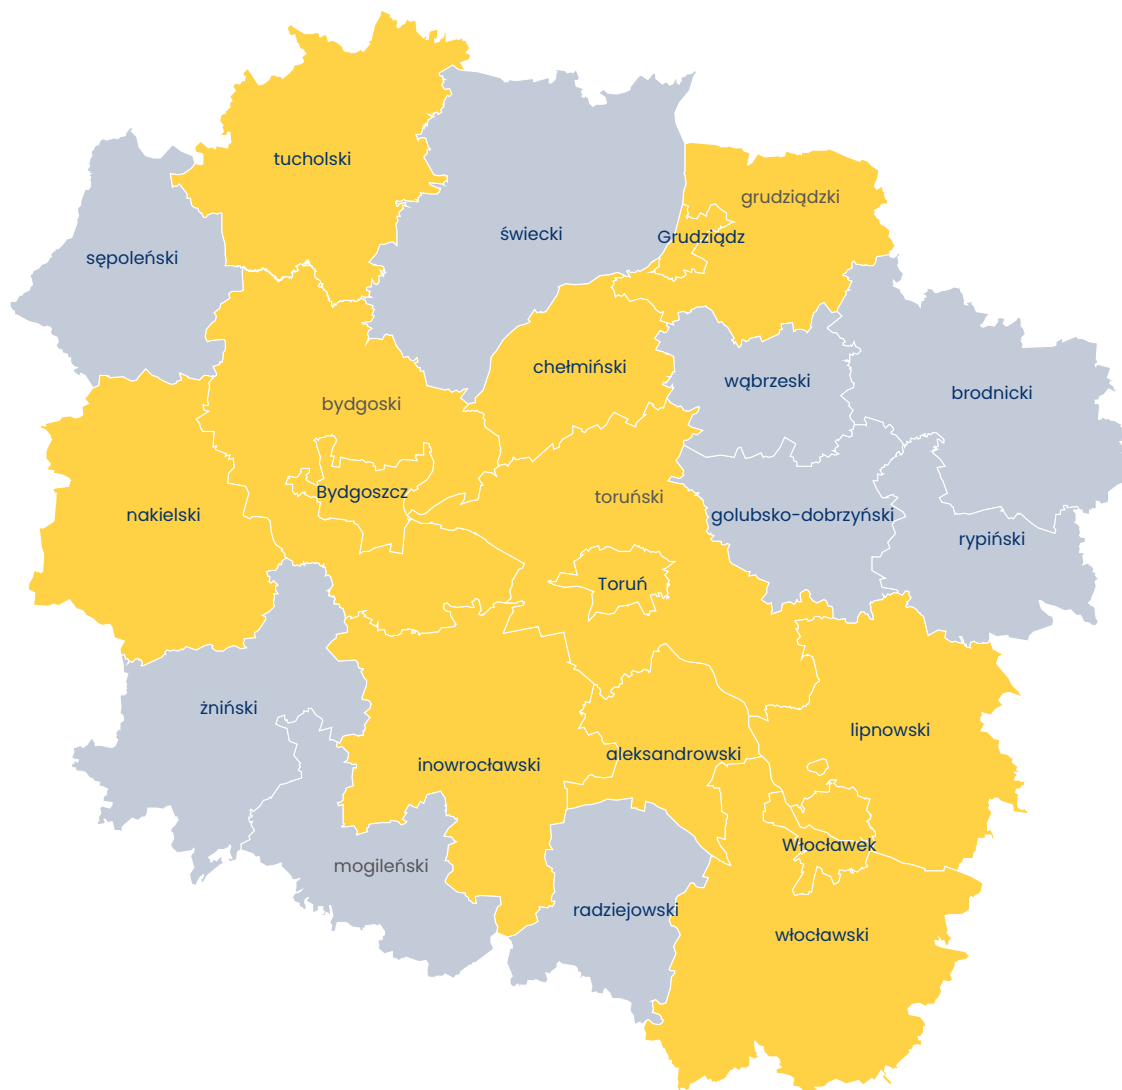 tucholski
grudziądzki
świecki
Grudziądz
sępoleński
chełmiński
wąbrzeski
brodnicki
bydgoski
Bydgoszcz
toruński
nakielski
golubsko-dobrzyński
rypiński
Toruń
żniński
lipnowski
aleksandrowski
inowrocławski
Włocławek
mogileński
radziejowski
włocławski